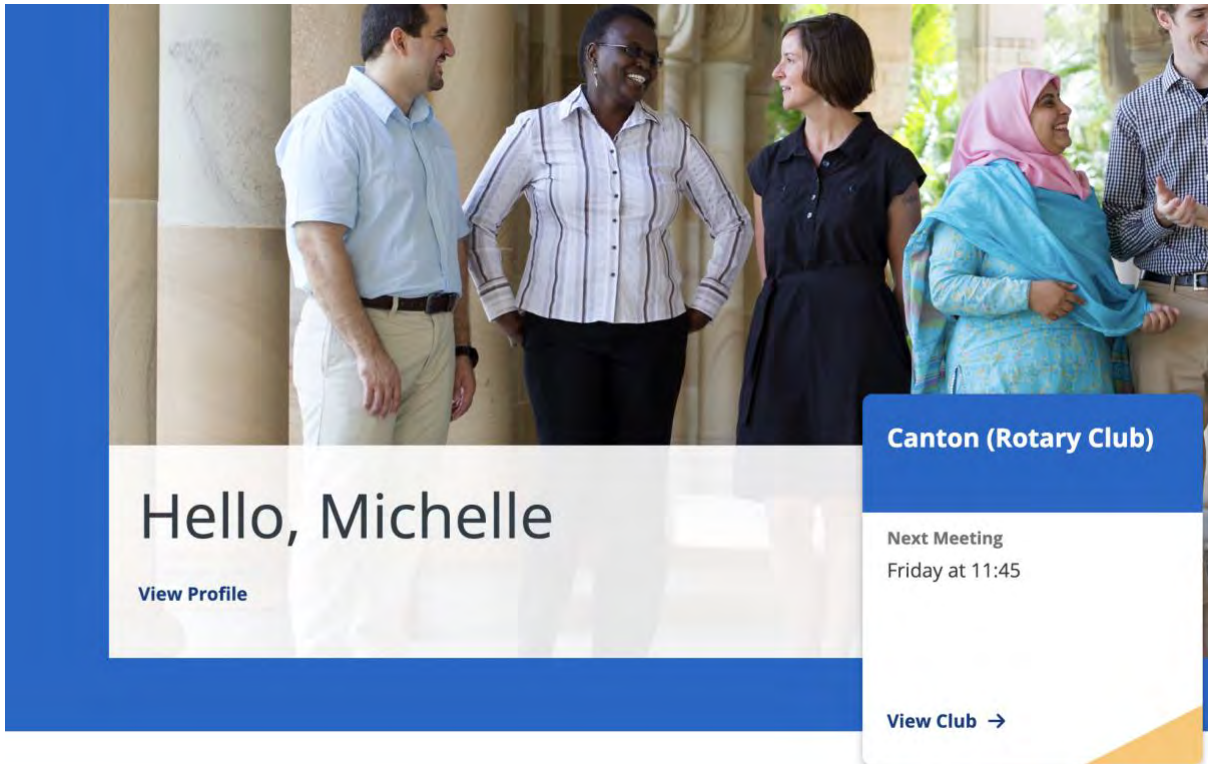 Hello, Michelle
View Profile
Canton (Rotary Club)
Next Meeting
Friday at 11:45
View Club →